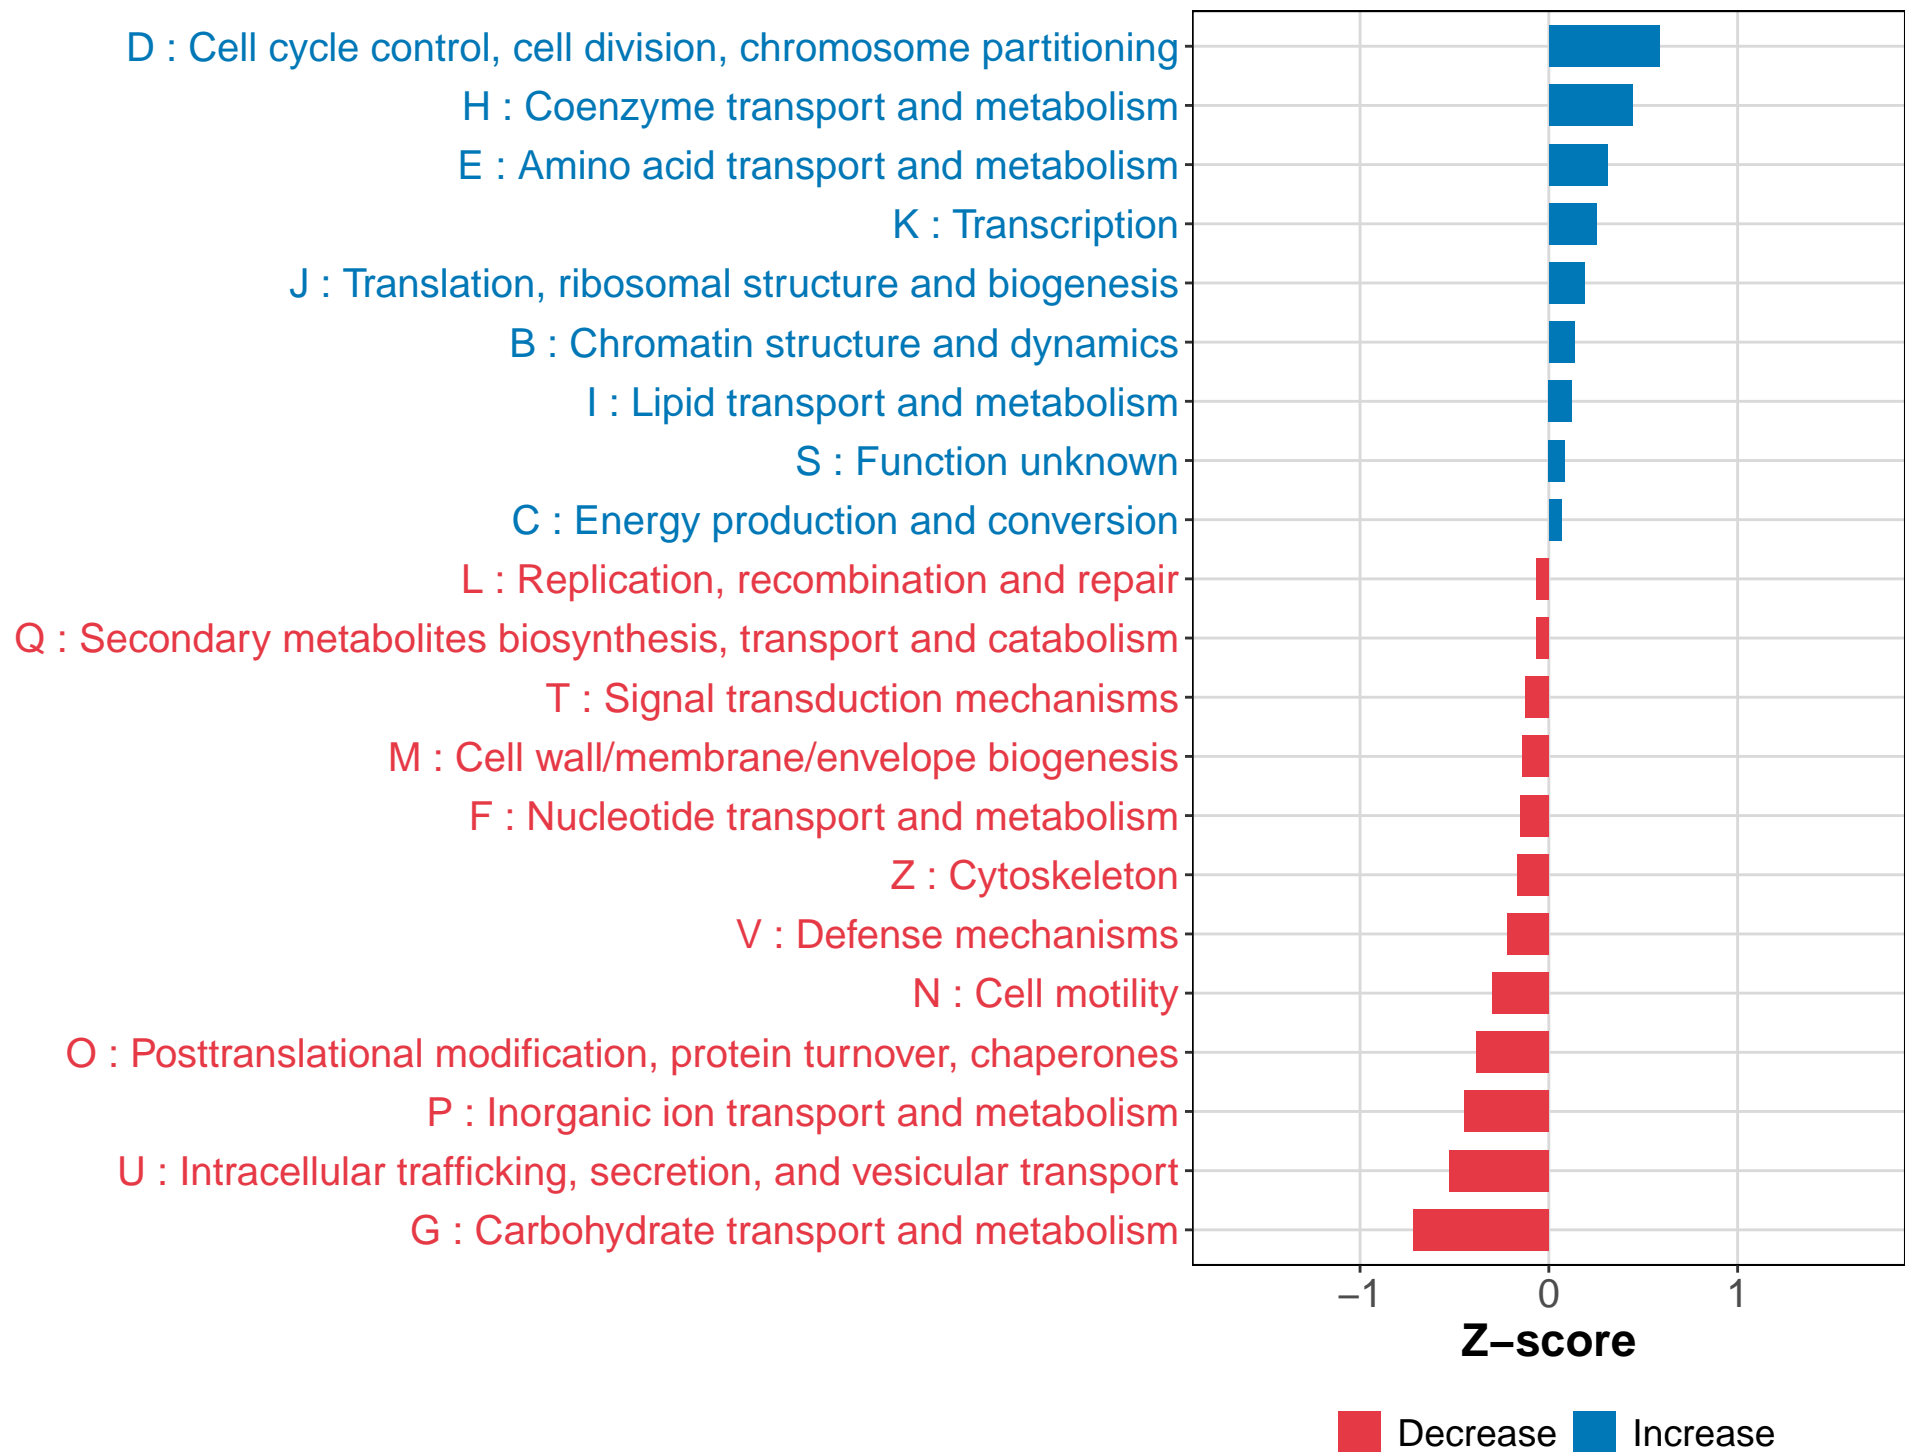 D : Cell cycle control, cell division, chromosome partitioning
H : Coenzyme transport and metabolism
E : Amino acid transport and metabolism
K : Transcription
J : Translation, ribosomal structure and biogenesis
B : Chromatin structure and dynamics
I : Lipid transport and metabolism
S : Function unknown
C : Energy production and conversion
L : Replication, recombination and repair
Q : Secondary metabolites biosynthesis, transport and catabolism
T : Signal transduction mechanisms
M : Cell wall/membrane/envelope biogenesis
F : Nucleotide transport and metabolism
Z : Cytoskeleton
V : Defense mechanisms
N : Cell motility
O : Posttranslational modification, protein turnover, chaperones
P : Inorganic ion transport and metabolism
U : Intracellular trafficking, secretion, and vesicular transport
G : Carbohydrate transport and metabolism
−1 0 1
Z−score
Decrease Increase